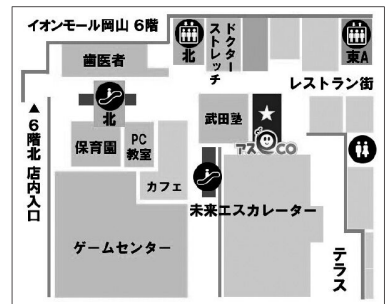 イオンモール岡山 6階
歯医者
北
ドクター
ストレッチ
東A
レストラン街
北
▲6階北 店内入口
保育園
PC
教室
武田塾
アスエCO
カフェ
未来エスカレーター
ゲームセンター
テラス